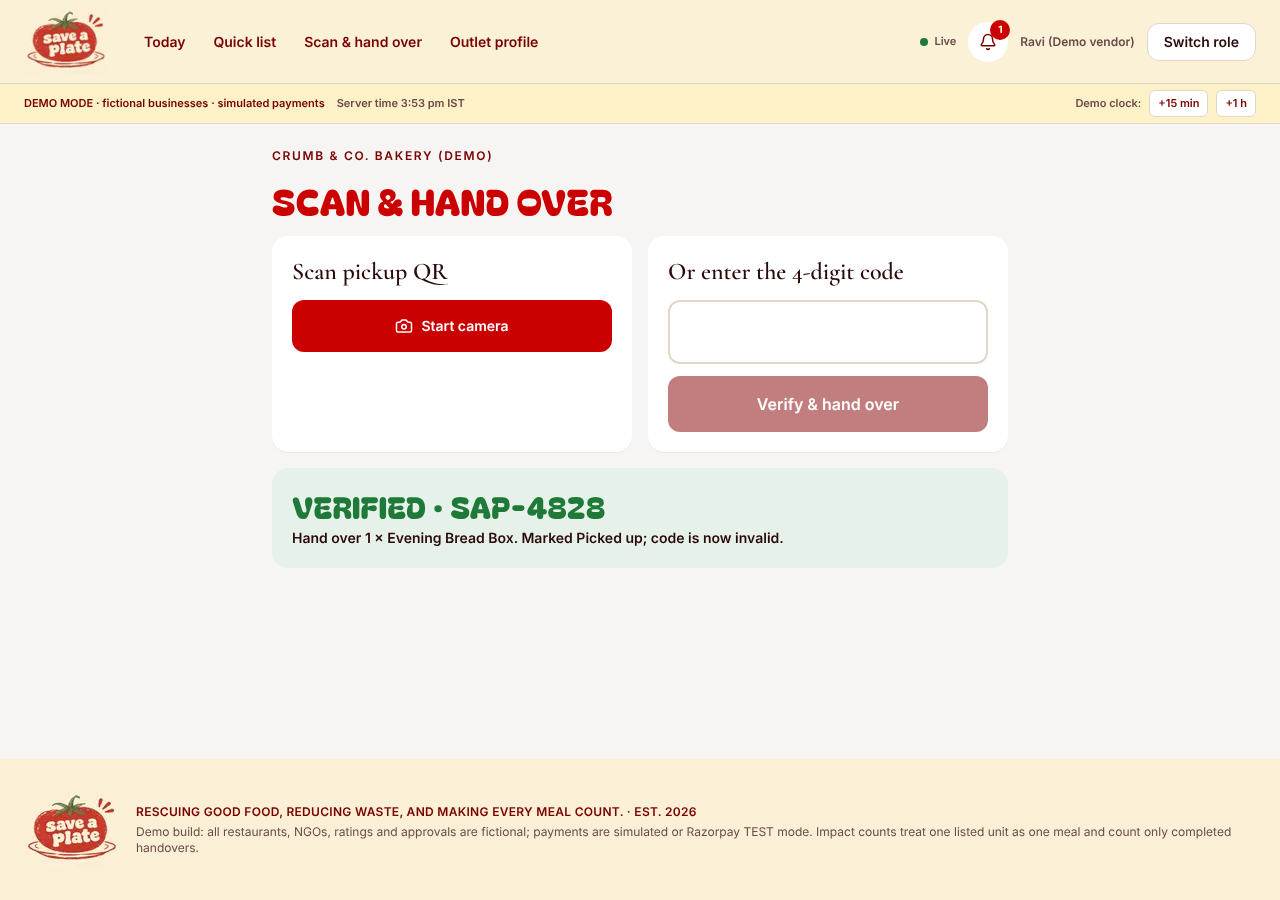 save a plate
Today
Quick list
Scan & hand over
Outlet profile
Live
1
Ravi (Demo vendor)
Switch role
DEMO MODE · fictional businesses · simulated payments
Server time 3:53 pm IST
Demo clock:
+15 min
+1 h
CRUMB & CO. BAKERY (DEMO)
SCAN & HAND OVER
Scan pickup QR
Start camera
Or enter the 4-digit code
Verify & hand over
VERIFIED · SAP-4828
Hand over 1 × Evening Bread Box. Marked Picked up; code is now invalid.
save a plate
RESCUING GOOD FOOD, REDUCING WASTE, AND MAKING EVERY MEAL COUNT. · EST. 2026
Demo build: all restaurants, NGOs, ratings and approvals are fictional; payments are simulated or Razorpay TEST mode. Impact counts treat one listed unit as one meal and count only completed
handovers.